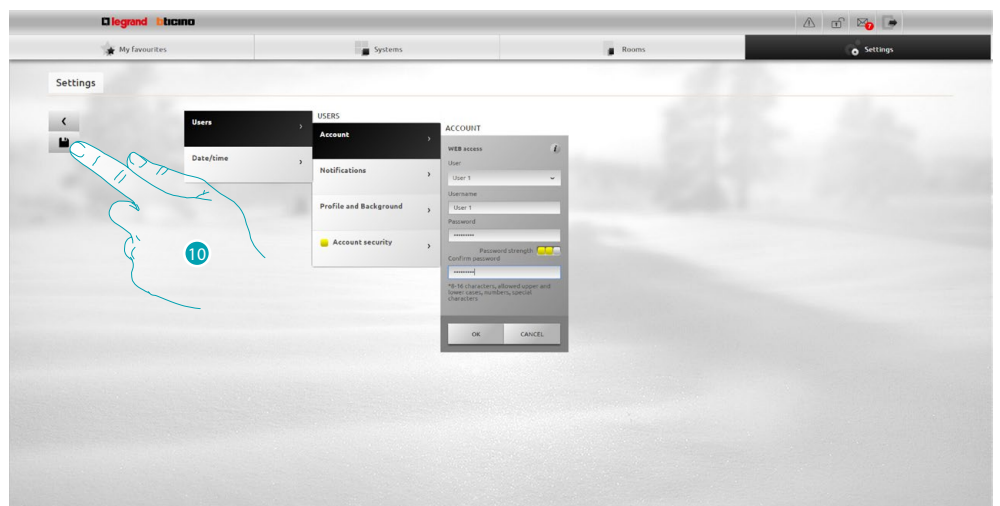 legrand bticino
7
My favourites
Systems
Rooms
Settings
Settings
Users
Date/time
USERS
Account
Notifications
Profile and Background
Account security
ACCOUNT
WEB access
i
User
User 1
Username
User 1
Password
•••••••••
Password strength
Confirm password
•••••••••
*8-16 characters, allowed upper and
lower cases, numbers, special
characters
OK
CANCEL
10